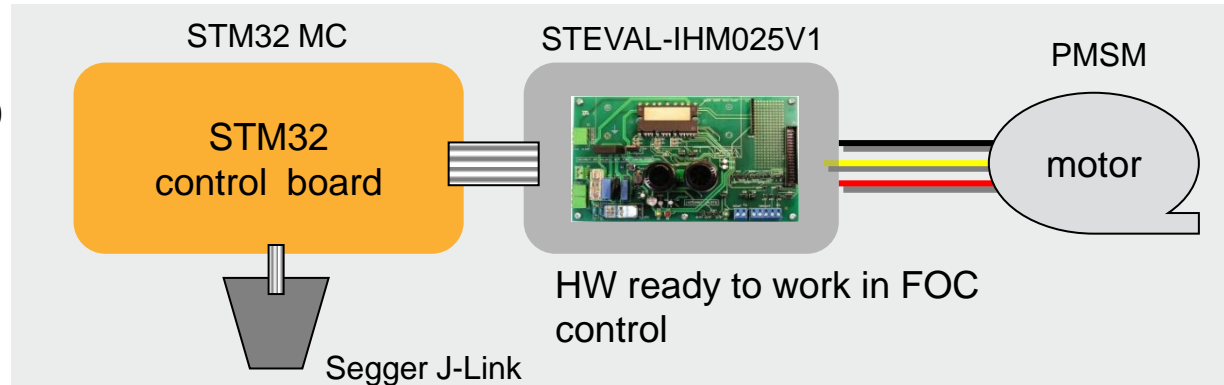 STM32 MC
STEVAL-IHM025V1
PMSM
STM32
control board
motor
HW ready to work in FOC
control
Segger J-Link